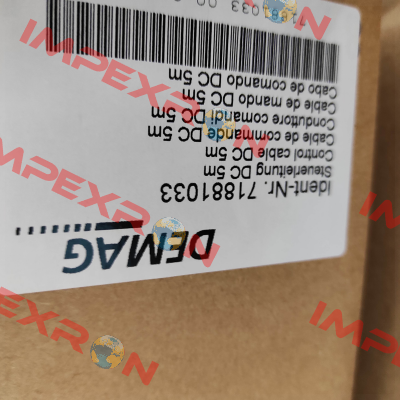 DEMAG
ident-Nr. 71881033
Steuerleitung DC 5m
Control cable DC 5m
Cable de commande DC 5m
Conduttore comandi DC 5m
Cable de mando DC 5m
Cabo de comando DC 5m
IMPEXRON
IMPEXRON
IMPEXRON
IMPEXRON